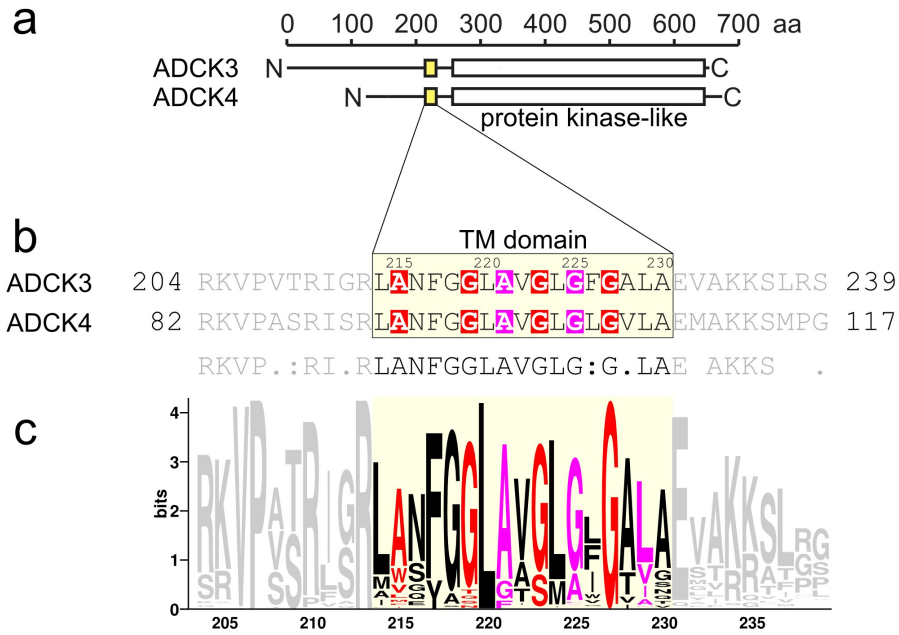 a
0 100 200 300 400 500 600 700 aa
ADCK3 N C
ADCK4 N C
protein kinase-like
b
TM domain
215 220 225 230
ADCK3 204 RKVPVTRIGRLANFGGLAVGLGFGALAEVAKKSLRS 239
ADCK4 82 RKVPASRISRLANFGGLAVGLGLGVLAEMAKKSMPG 117
RKVP.:RI.RLANFGGLAVGLG:G.LAE AKKS .
c
4
3
bits
2
1
0
205 210 215 220 225 230 235